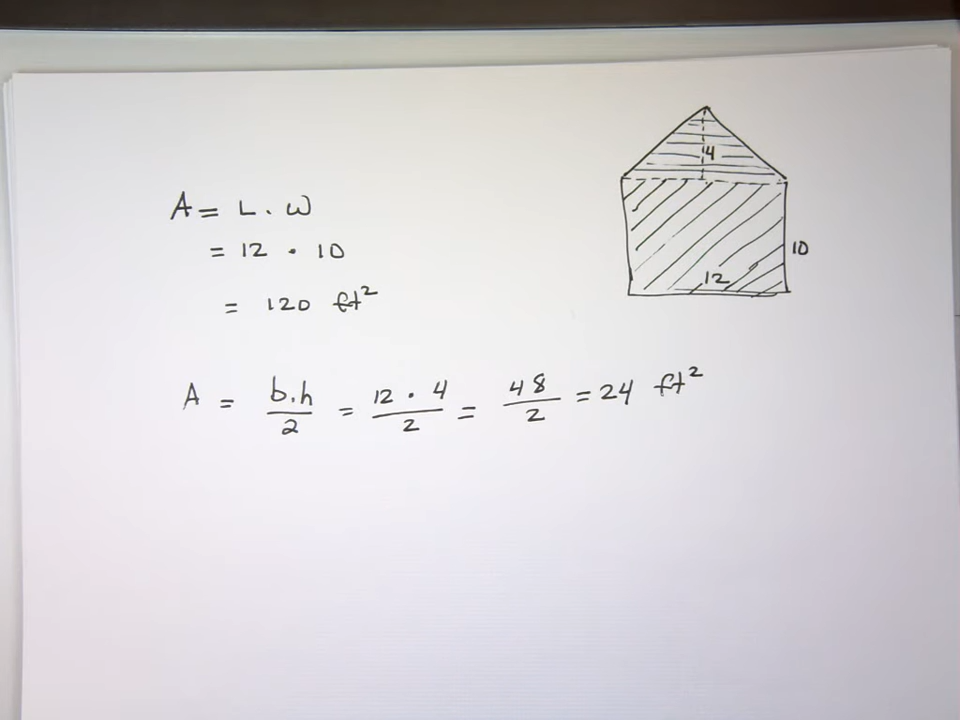 A = L . W
= 12 · 10
= 120 ft²
A = b.h/2 = 12 · 4/2 = 48/2 = 24 ft²
4
10
12